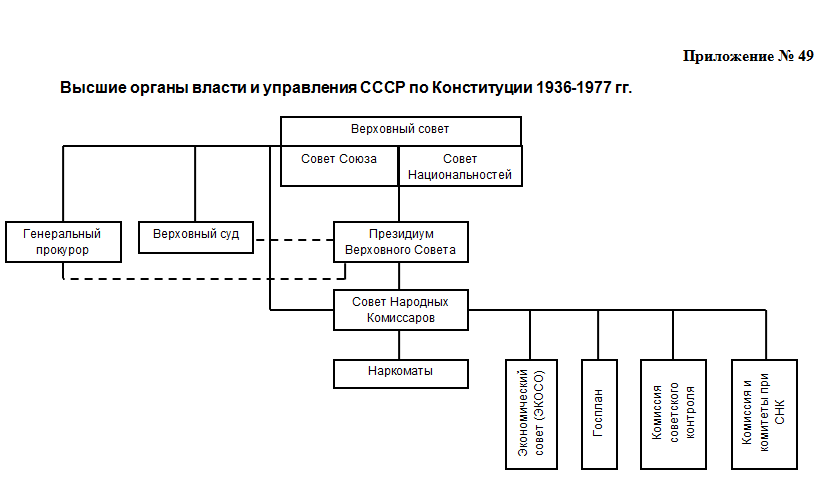 Приложение № 49
Высшие органы власти и управления СССР по Конституции 1936-1977 гг.
Верховный совет
Совет Союза
Совет
Национальностей
Генеральный
прокурор
Верховный суд
Президиум
Верховного Совета
Совет Народных
Комиссаров
Наркоматы
Экономический
совет (ЭКОСО)
Госплан
Комиссия
советского
контроля
Комиссия и
комитеты при
СНК